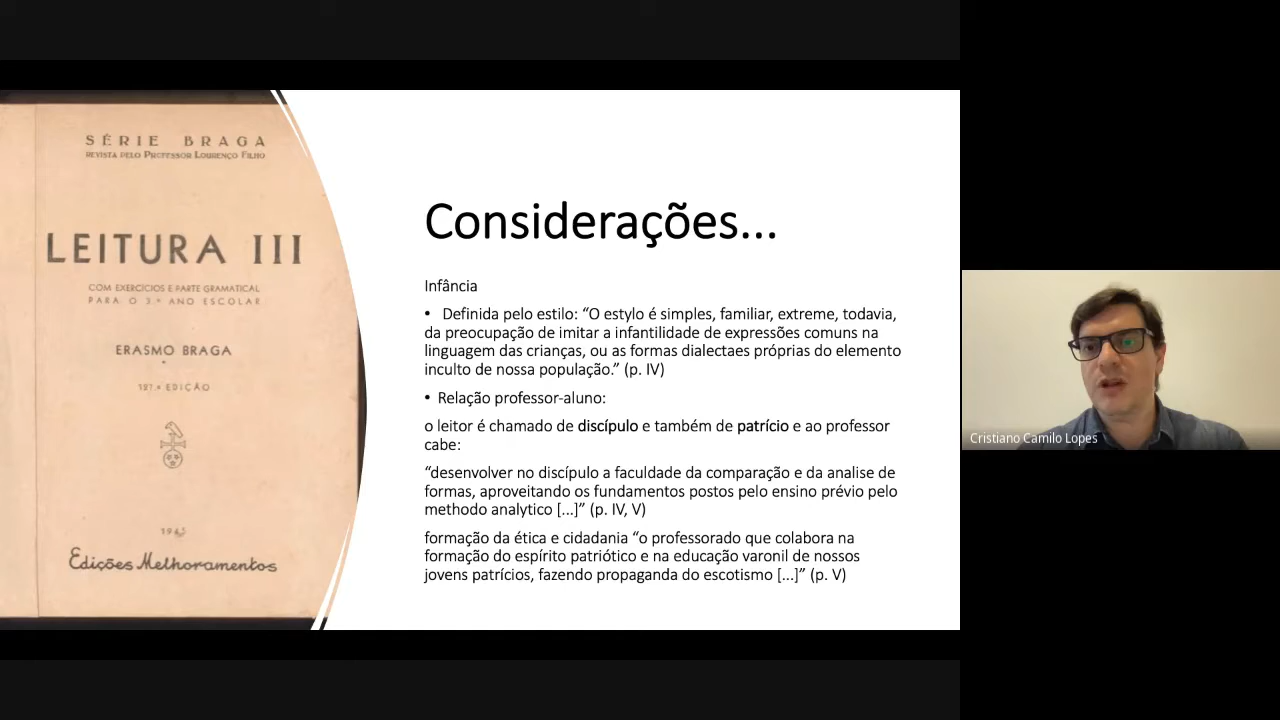 SÉRIE BRAGA
REVISTA PELO PROFESSOR LOURENÇO FILHO
LEITURA III
COM EXERCICIOS E PARTE GRAMATICAL
PARA O 3.º ANO ESCOLAR
ERASMO BRAGA
127.ª EDIÇÃO
1945
Edições Melhoramentos
Considerações...
Infância
• Definida pelo estilo: “O estylo é simples, familiar, extreme, todavia,
da preocupação de imitar a infantilidade de expressões comuns na
linguagem das crianças, ou as formas dialectaes próprias do elemento
inculto de nossa população.” (p. IV)
• Relação professor-aluno:
o leitor é chamado de discípulo e também de patrício e ao professor
cabe:
“desenvolver no discípulo a faculdade da comparação e da analise de
formas, aproveitando os fundamentos postos pelo ensino prévio pelo
methodo analytico [...]” (p. IV, V)
formação da ética e cidadania “o professorado que colabora na
formação do espírito patriótico e na educação varonil de nossos
jovens patrícios, fazendo propaganda do escotismo [...]” (p. V)
Cristiano Camilo Lopes